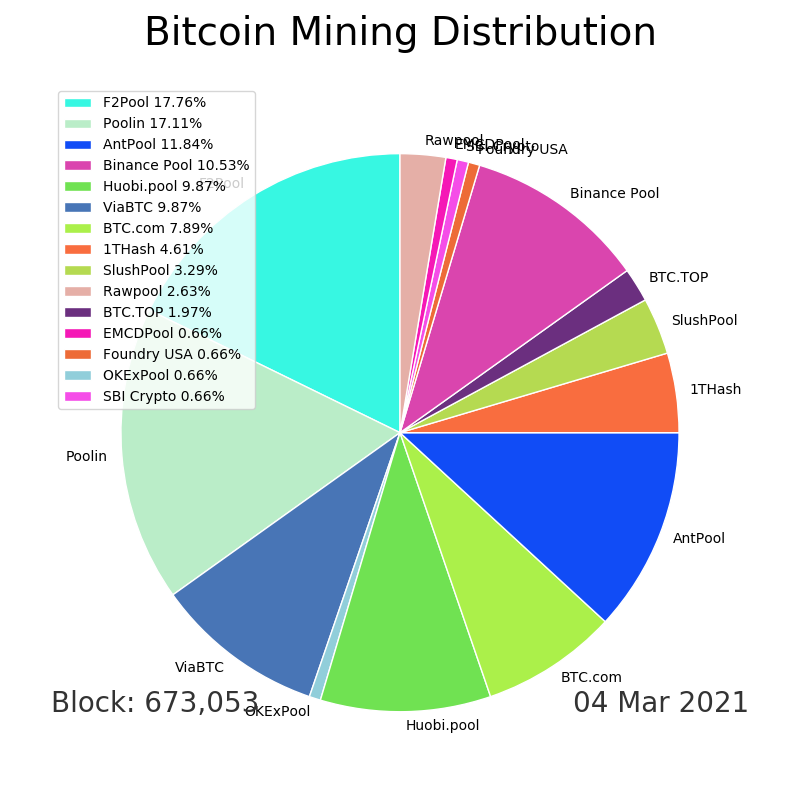 Bitcoin Mining Distribution
F2Pool 17.76%
Poolin 17.11%
AntPool 11.84%
Binance Pool 10.53%
Huobi.pool 9.87%
ViaBTC 9.87%
BTC.com 7.89%
1THash 4.61%
SlushPool 3.29%
Rawpool 2.63%
BTC.TOP 1.97%
EMCDPool 0.66%
Foundry USA 0.66%
OKExPool 0.66%
SBI Crypto 0.66%
Rawpool
EMCDPool
SBI Crypto
Foundry USA
F2Pool
Binance Pool
BTC.TOP
SlushPool
1THash
Poolin
AntPool
ViaBTC
BTC.com
OKExPool
Huobi.pool
Block: 673,053
04 Mar 2021